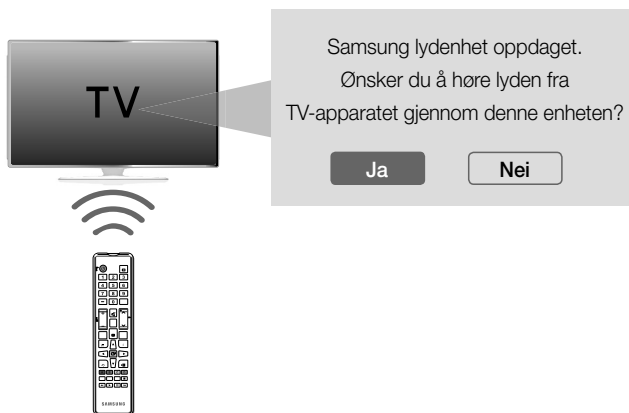 TV
Samsung lydenhet oppdaget.
Ønsker du å høre lyden fra
TV-apparatet gjennom denne enheten?
Ja
Nei
SAMSUNG